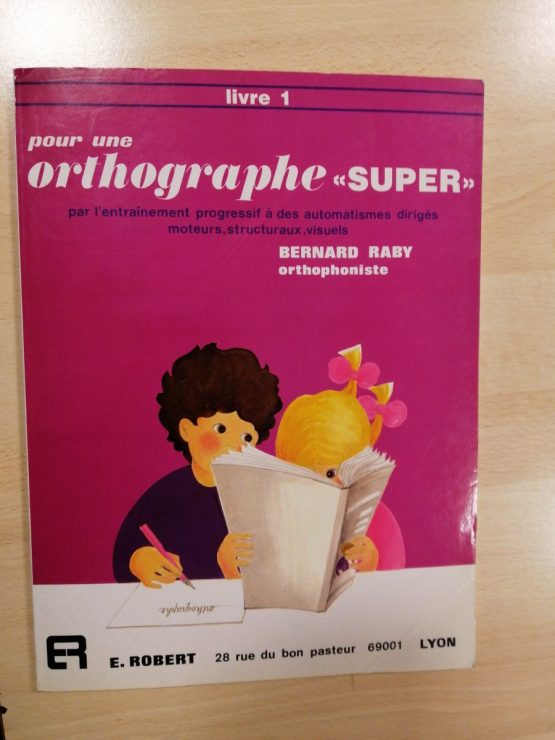 livre 1
pour une
orthographe «SUPER»
par l'entraînement progressif à des automatismes dirigés
moteurs,structuraux,visuels
BERNARD RABY
orthophoniste
orthographe
ER
E. ROBERT 28 rue du bon pasteur 69001 LYON